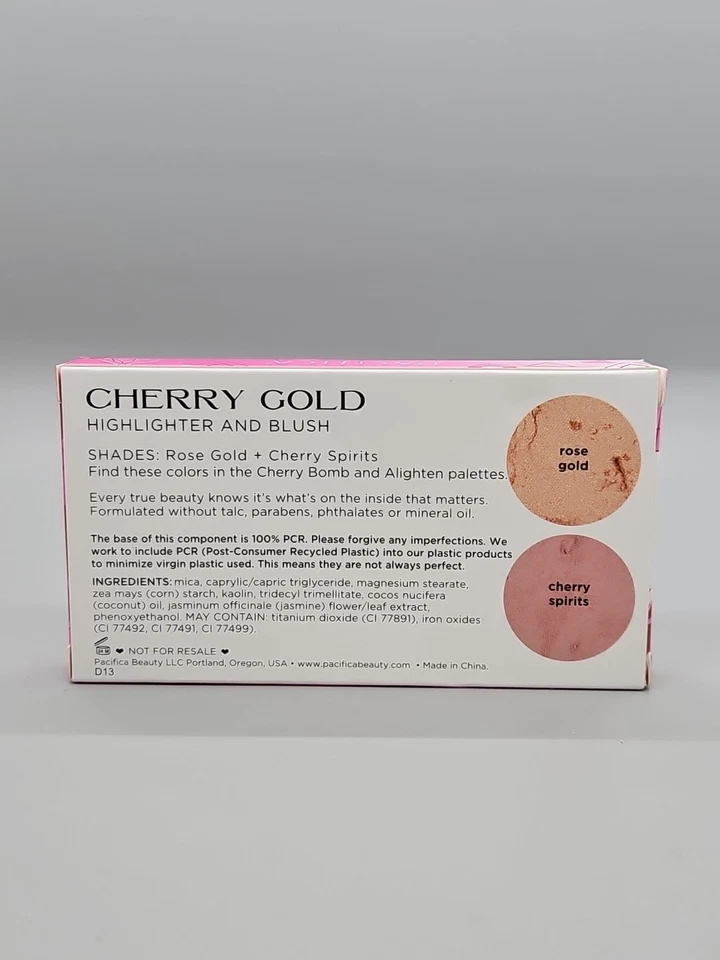 CHERRY GOLD
HIGHLIGHTER AND BLUSH
SHADES: Rose Gold + Cherry Spirits
Find these colors in the Cherry Bomb and Alighten palettes.
Every true beauty knows it's what's on the inside that matters.
Formulated without talc, parabens, phthalates or mineral oil.
The base of this component is 100% PCR. Please forgive any imperfections. We
work to include PCR (Post-Consumer Recycled Plastic) into our plastic products
to minimize virgin plastic used. This means they are not always perfect.
INGREDIENTS: mica, caprylic/capric triglyceride, magnesium stearate,
zea mays (corn) starch, kaolin, tridecyl trimellitate, cocos nucifera
(coconut) oil, jasminum officinale (jasmine) flower/leaf extract,
phenoxyethanol. MAY CONTAIN: titanium dioxide (CI 77891), iron oxides
(CI 77492, CI 77491, CI 77499).
❤ NOT FOR RESALE ❤
Pacifica Beauty LLC Portland, Oregon, USA • www.pacificabeauty.com • Made in China.
D13
rose
gold
cherry
spirits